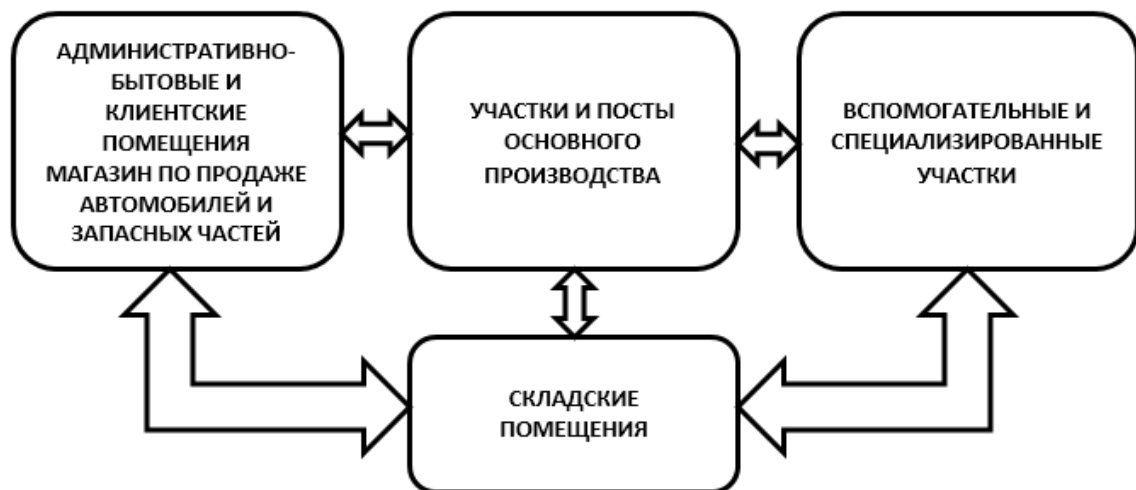 АДМИНИСТРАТИВНО-
БЫТОВЫЕ И
КЛИЕНТСКИЕ
ПОМЕЩЕНИЯ
МАГАЗИН ПО ПРОДАЖЕ
АВТОМОБИЛЕЙ И
ЗАПАСНЫХ ЧАСТЕЙ
УЧАСТКИ И ПОСТЫ
ОСНОВНОГО
ПРОИЗВОДСТВА
ВСПОМОГАТЕЛЬНЫЕ И
СПЕЦИАЛИЗИРОВАННЫЕ
УЧАСТКИ
СКЛАДСКИЕ
ПОМЕЩЕНИЯ